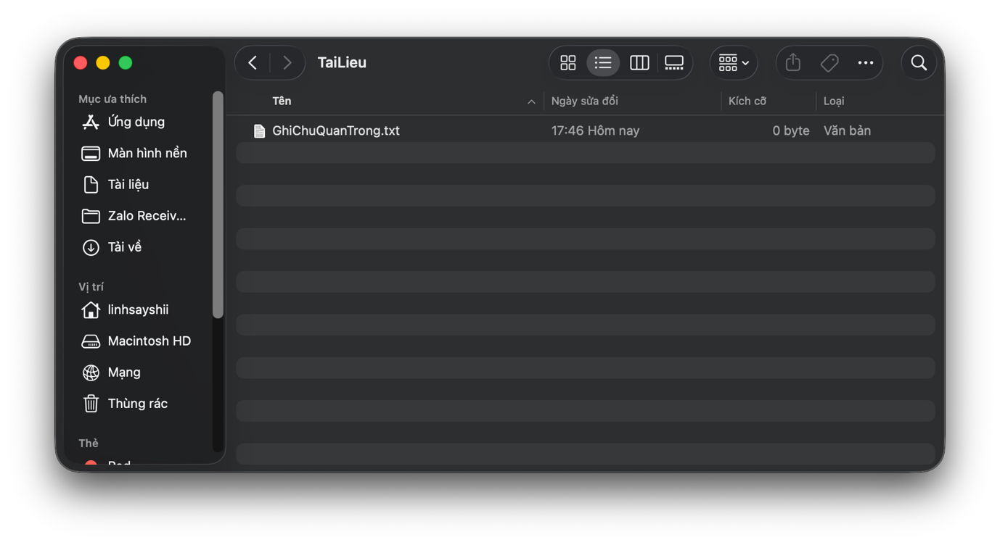 TaiLieu
Mục ưa thích
Ứng dụng
Màn hình nền
Tài liệu
Zalo Receiv...
Tải về
Vị trí
linhsayshii
Macintosh HD
Mạng
Thùng rác
Thẻ
Red
Tên Ngày sửa đổi Kích cỡ Loại
GhiChuQuanTrong.txt 17:46 Hôm nay 0 byte Văn bản